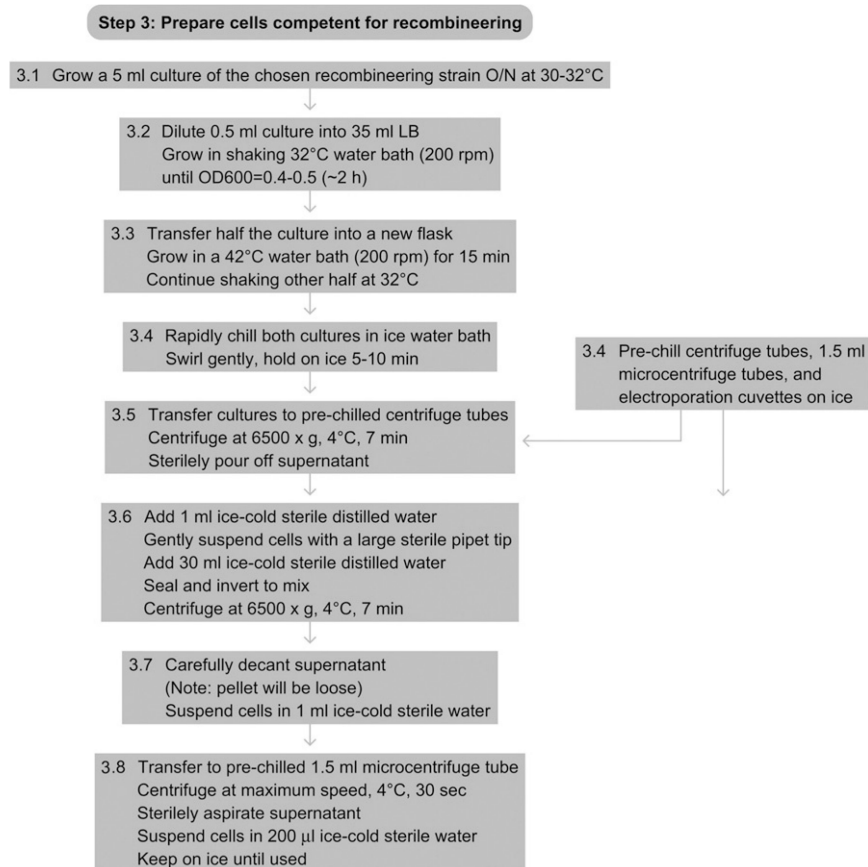 Step 3: Prepare cells competent for recombineering
3.1 Grow a 5 ml culture of the chosen recombineering strain O/N at 30-32°C
3.2 Dilute 0.5 ml culture into 35 ml LB
Grow in shaking 32°C water bath (200 rpm)
until OD600=0.4-0.5 (~2 h)
3.3 Transfer half the culture into a new flask
Grow in a 42°C water bath (200 rpm) for 15 min
Continue shaking other half at 32°C
3.4 Rapidly chill both cultures in ice water bath
Swirl gently, hold on ice 5-10 min
3.4 Pre-chill centrifuge tubes, 1.5 ml
microcentrifuge tubes, and
electroporation cuvettes on ice
3.5 Transfer cultures to pre-chilled centrifuge tubes
Centrifuge at 6500 x g, 4°C, 7 min
Sterilely pour off supernatant
3.6 Add 1 ml ice-cold sterile distilled water
Gently suspend cells with a large sterile pipet tip
Add 30 ml ice-cold sterile distilled water
Seal and invert to mix
Centrifuge at 6500 x g, 4°C, 7 min
3.7 Carefully decant supernatant
(Note: pellet will be loose)
Suspend cells in 1 ml ice-cold sterile water
3.8 Transfer to pre-chilled 1.5 ml microcentrifuge tube
Centrifuge at maximum speed, 4°C, 30 sec
Sterilely aspirate supernatant
Suspend cells in 200 μl ice-cold sterile water
Keep on ice until used